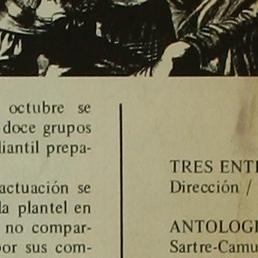 octubre se
doce grupos
diantil prepa-
actuación se
la plantel en
no compar-
por sus com-
TRES ENT
Dirección /
ANTOLOG
Sartre-Camu